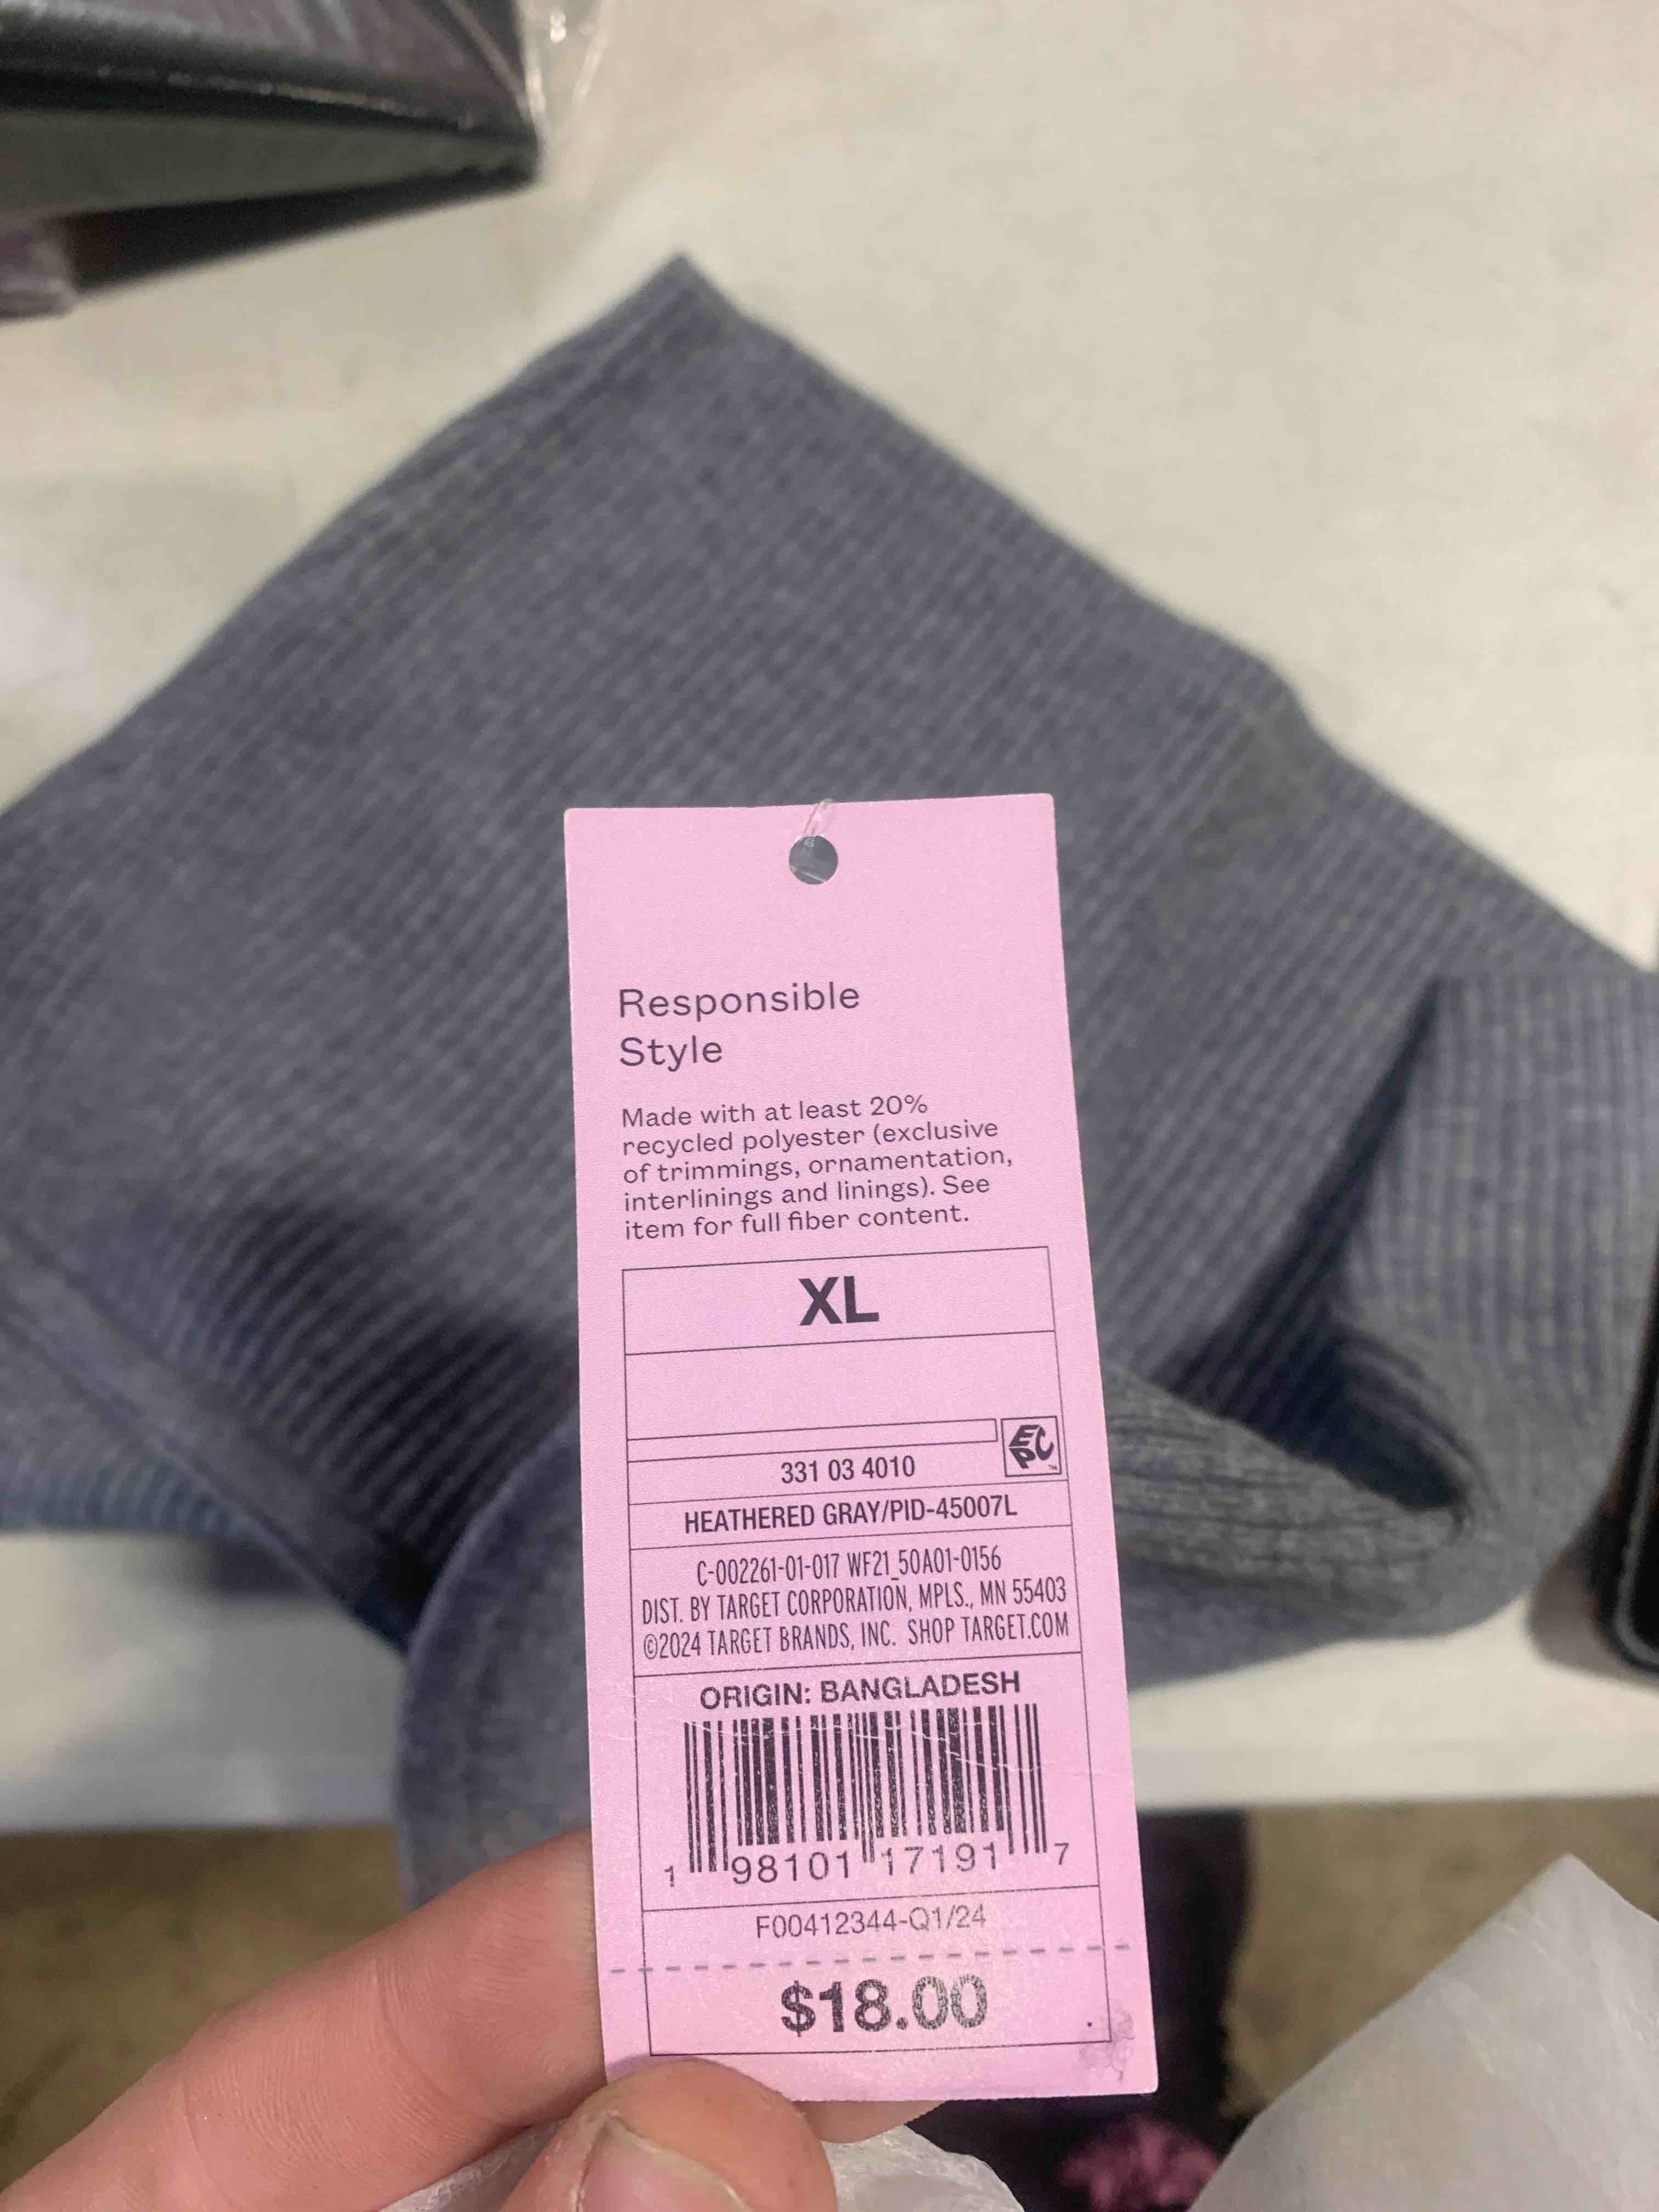 Responsible
Style
Made with at least 20%
recycled polyester (exclusive
of trimmings, ornamentation,
interlinings and linings). See
item for full fiber content.
XL
EPC
™
331 03 4010
HEATHERED GRAY/PID-45007L
C-002261-01-017 WF21_50A01-0156
DIST. BY TARGET CORPORATION, MPLS., MN 55403
©2024 TARGET BRANDS, INC. SHOP TARGET.COM
ORIGIN: BANGLADESH
1 98101 17191 7
F00412344-Q1/24
$18.00